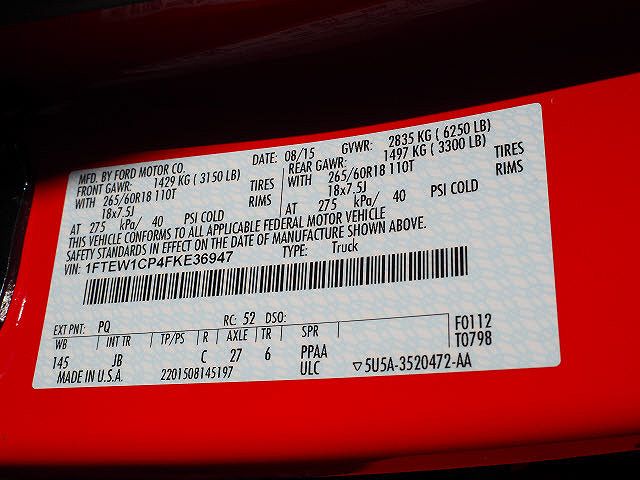 MFD. BY FORD MOTOR CO.
DATE: 08/15 GVWR: 2835 KG ( 6250 LB)
FRONT GAWR: 1429 KG ( 3150 LB) REAR GAWR: 1497 KG ( 3300 LB)
WITH 265/60R18 110T TIRES WITH 265/60R18 110T TIRES
18x7.5J RIMS 18x7.5J RIMS
AT 275 kPa/ 40 PSI COLD AT 275 kPa/ 40 PSI COLD
THIS VEHICLE CONFORMS TO ALL APPLICABLE FEDERAL MOTOR VEHICLE
SAFETY STANDARDS IN EFFECT ON THE DATE OF MANUFACTURE SHOWN ABOVE.
VIN: 1FTEW1CP4FKE36947 TYPE: Truck
EXT PNT: PQ RC: 52 DSO:
WB INT TR TP/PS R AXLE TR SPR F0112
145 JB C 27 6 PPAA T0798
MADE IN U.S.A. 2201508145197 ULC ▽5U5A-3520472-AA